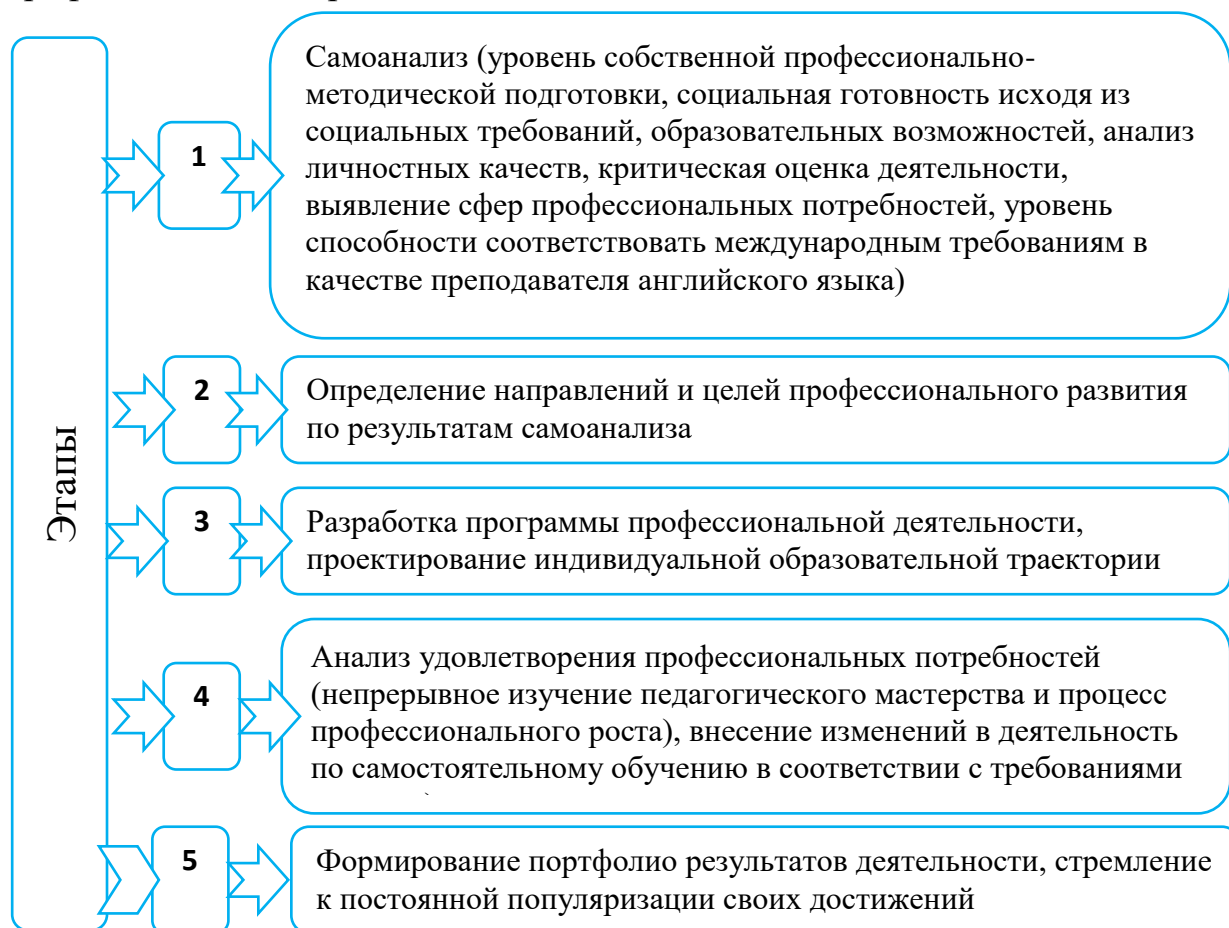 Этапы
1
Самоанализ (уровень собственной профессионально-
методической подготовки, социальная готовность исходя из
социальных требований, образовательных возможностей, анализ
личностных качеств, критическая оценка деятельности,
выявление сфер профессиональных потребностей, уровень
способности соответствовать международным требованиям в
качестве преподавателя английского языка)
2
Определение направлений и целей профессионального развития
по результатам самоанализа
3
Разработка программы профессиональной деятельности,
проектирование индивидуальной образовательной траектории
4
Анализ удовлетворения профессиональных потребностей
(непрерывное изучение педагогического мастерства и процесс
профессионального роста), внесение изменений в деятельность
по самостоятельному обучению в соответствии с требованиями
5
Формирование портфолио результатов деятельности, стремление
к постоянной популяризации своих достижений